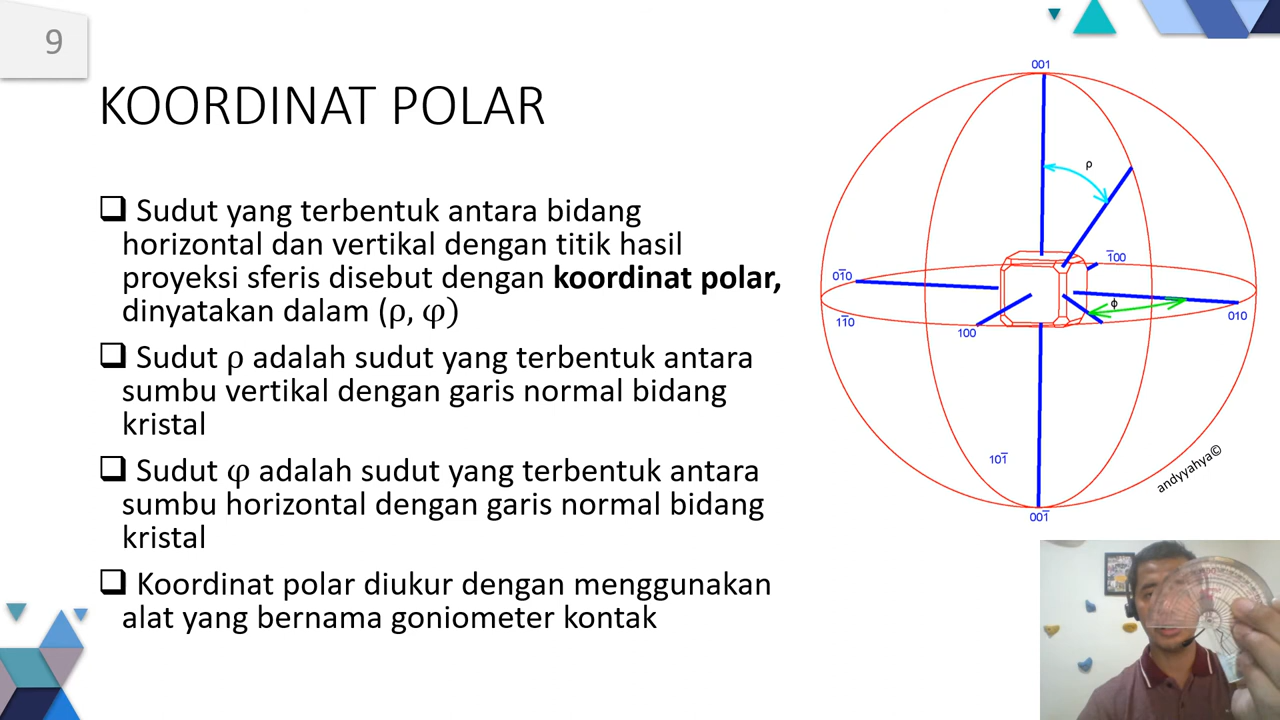 9
KOORDINAT POLAR
❑ Sudut yang terbentuk antara bidang
horizontal dan vertikal dengan titik hasil
proyeksi sferis disebut dengan koordinat polar,
dinyatakan dalam (ρ, φ)
❑ Sudut ρ adalah sudut yang terbentuk antara
sumbu vertikal dengan garis normal bidang
kristal
❑ Sudut φ adalah sudut yang terbentuk antara
sumbu horizontal dengan garis normal bidang
kristal
❑ Koordinat polar diukur dengan menggunakan
alat yang bernama goniometer kontak
001
ρ
1̅00
01̅0
ϕ
11̅0
010
100
101̅
andyyahya©
001̅